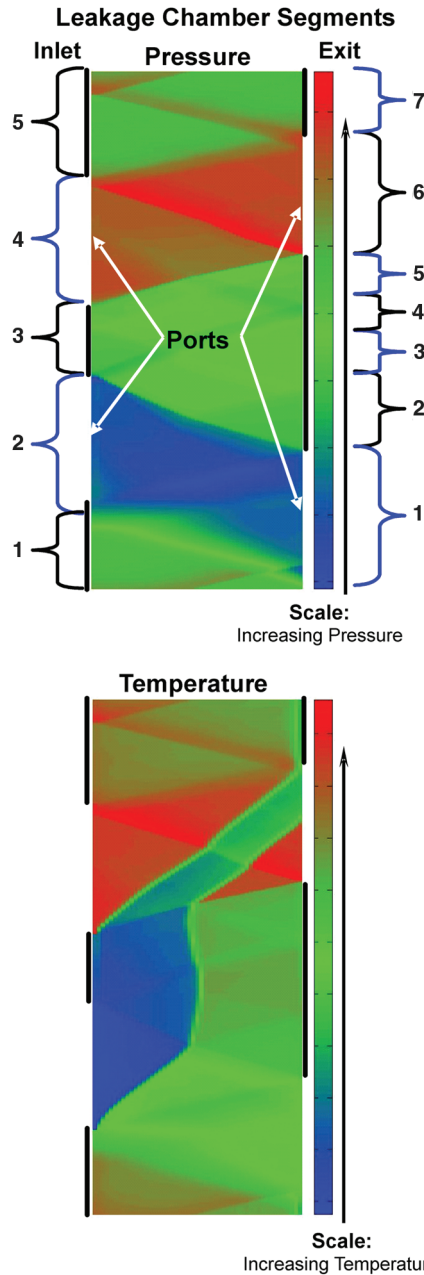 Leakage Chamber Segments
Inlet
Pressure
Exit
5
4
3
2
1
Ports
7
6
5
4
3
2
1
Scale:
Increasing Pressure
Temperature
Scale:
Increasing Temperatur